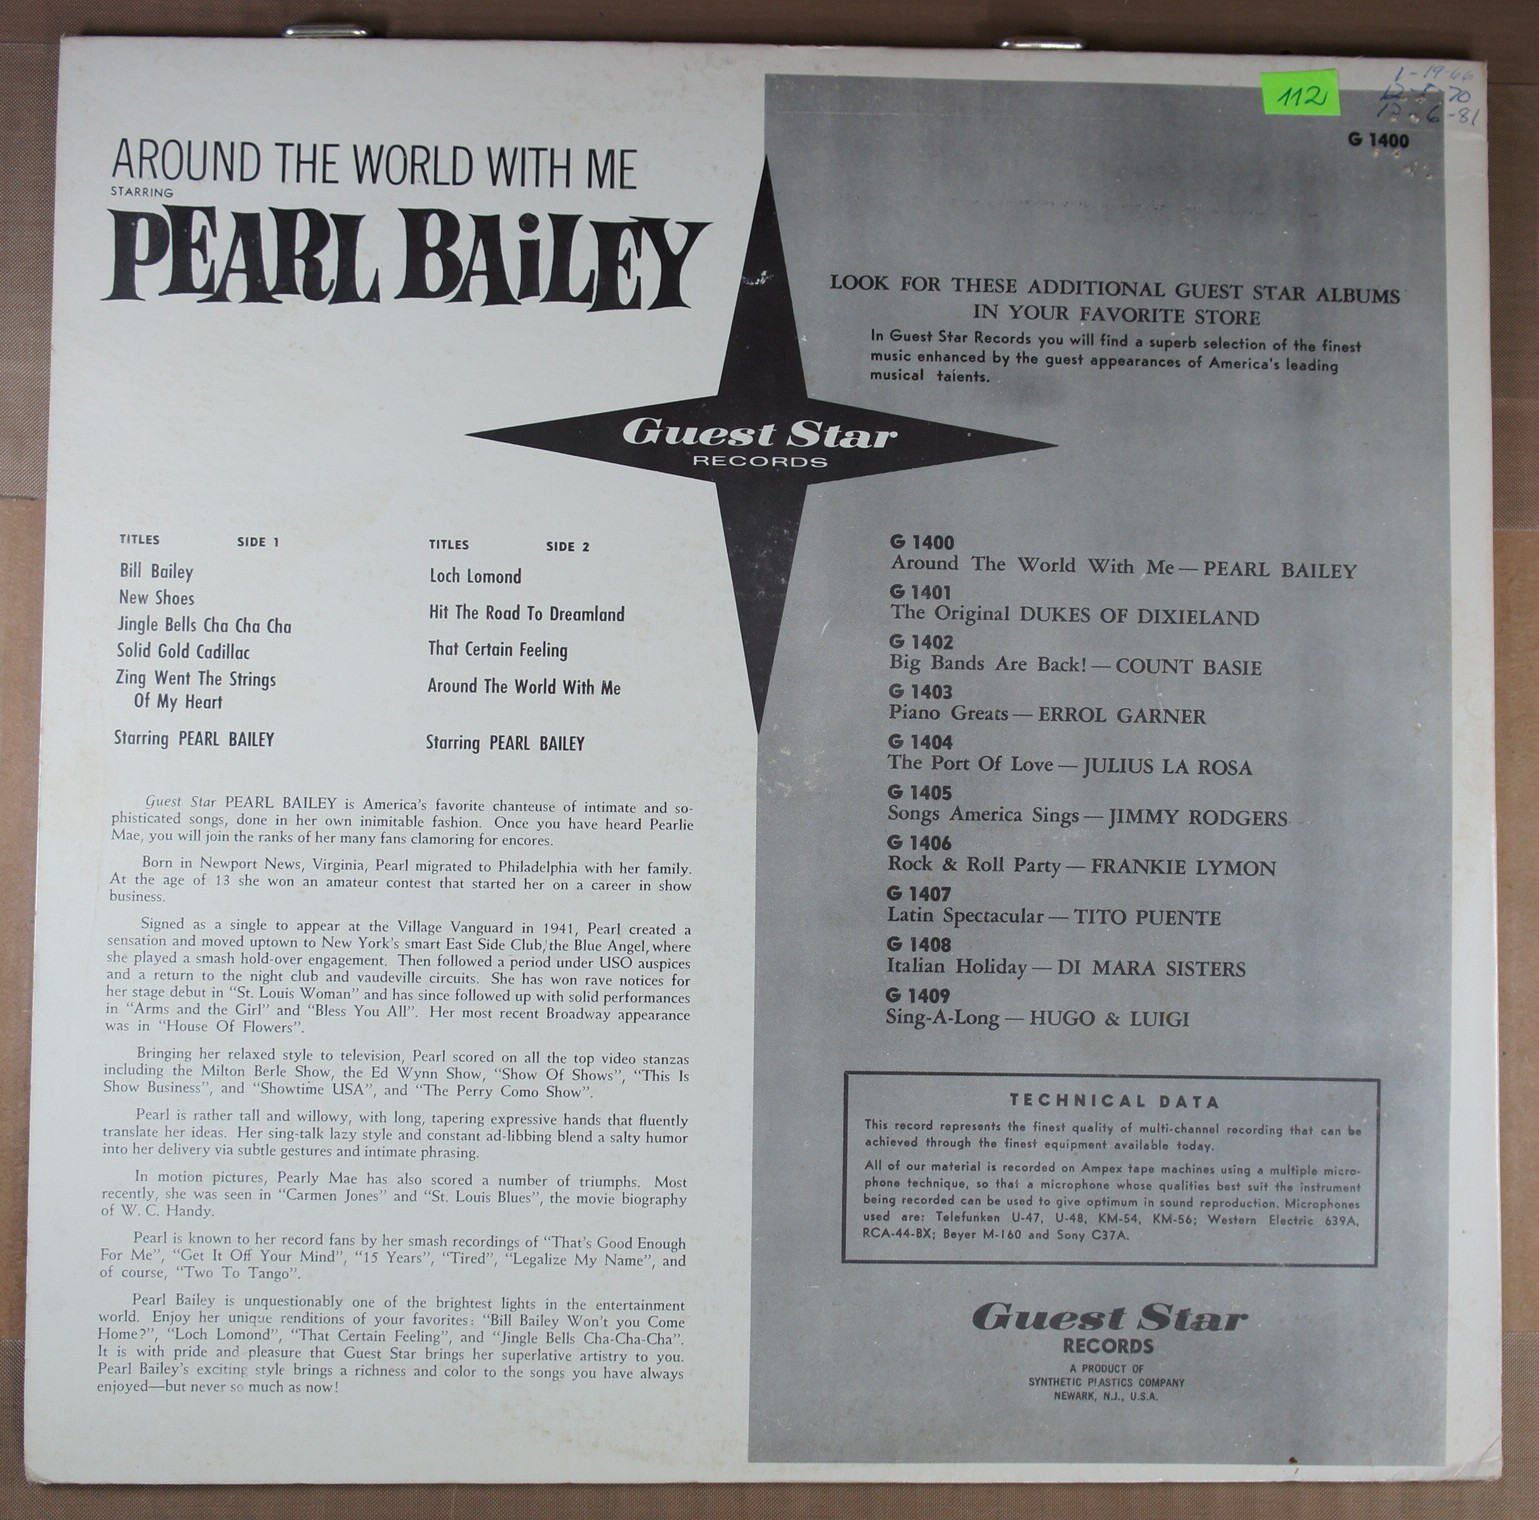 AROUND THE WORLD WITH ME
STARRING
PEARL BAiLEY
Guest Star
RECORDS
TITLES SIDE 1
Bill Bailey
New Shoes
Jingle Bells Cha Cha Cha
Solid Gold Cadillac
Zing Went The Strings
Of My Heart
Starring PEARL BAILEY
TITLES SIDE 2
Loch Lomond
Hit The Road To Dreamland
That Certain Feeling
Around The World With Me
Starring PEARL BAILEY
Guest Star PEARL BAILEY is America's favorite chanteuse of intimate and so-
phisticated songs, done in her own inimitable fashion. Once you have heard Pearlie
Mae, you will join the ranks of her many fans clamoring for encores.
Born in Newport News, Virginia, Pearl migrated to Philadelphia with her family.
At the age of 13 she won an amateur contest that started her on a career in show
business.
Signed as a single to appear at the Village Vanguard in 1941, Pearl created a
sensation and moved uptown to New York's smart East Side Club, the Blue Angel, where
she played a smash hold-over engagement. Then followed a period under USO auspices
and a return to the night club and vaudeville circuits. She has won rave notices for
her stage debut in "St. Louis Woman" and has since followed up with solid performances
in "Arms and the Girl" and "Bless You All". Her most recent Broadway appearance
was in "House Of Flowers".
Bringing her relaxed style to television, Pearl scored on all the top video stanzas
including the Milton Berle Show, the Ed Wynn Show, "Show Of Shows", "This Is
Show Business", and "Showtime USA", and "The Perry Como Show".
Pearl is rather tall and willowy, with long, tapering expressive hands that fluently
translate her ideas. Her sing-talk lazy style and constant ad-libbing blend a salty humor
into her delivery via subtle gestures and intimate phrasing.
In motion pictures, Pearly Mae has also scored a number of triumphs. Most
recently, she was seen in "Carmen Jones" and "St. Louis Blues", the movie biography
of W. C. Handy.
Pearl is known to her record fans by her smash recordings of "That's Good Enough
For Me", "Get It Off Your Mind", "15 Years", "Tired", "Legalize My Name", and
of course, "Two To Tango".
Pearl Bailey is unquestionably one of the brightest lights in the entertainment
world. Enjoy her unique renditions of your favorites: "Bill Bailey Won't you Come
Home?", "Loch Lomond", "That Certain Feeling", and "Jingle Bells Cha-Cha-Cha".
It is with pride and pleasure that Guest Star brings her superlative artistry to you.
Pearl Bailey's exciting style brings a richness and color to the songs you have always
enjoyed—but never so much as now!
112
1-19-66
70
12-6-81
G 1400
LOOK FOR THESE ADDITIONAL GUEST STAR ALBUMS
IN YOUR FAVORITE STORE
In Guest Star Records you will find a superb selection of the finest
music enhanced by the guest appearances of America's leading
musical talents.
G 1400
Around The World With Me — PEARL BAILEY
G 1401
The Original DUKES OF DIXIELAND
G 1402
Big Bands Are Back! — COUNT BASIE
G 1403
Piano Greats — ERROL GARNER
G 1404
The Port Of Love — JULIUS LA ROSA
G 1405
Songs America Sings — JIMMY RODGERS
G 1406
Rock & Roll Party — FRANKIE LYMON
G 1407
Latin Spectacular — TITO PUENTE
G 1408
Italian Holiday — DI MARA SISTERS
G 1409
Sing-A-Long — HUGO & LUIGI
TECHNICAL DATA
This record represents the finest quality of multi-channel recording that can be
achieved through the finest equipment available today.
All of our material is recorded on Ampex tape machines using a multiple micro-
phone technique, so that a microphone whose qualities best suit the instrument
being recorded can be used to give optimum in sound reproduction. Microphones
used are: Telefunken U-47, U-48, KM-54, KM-56; Western Electric 639A,
RCA-44-BX; Beyer M-160 and Sony C37A.
Guest Star
RECORDS
A PRODUCT OF
SYNTHETIC PLASTICS COMPANY
NEWARK, N.J., U.S.A.